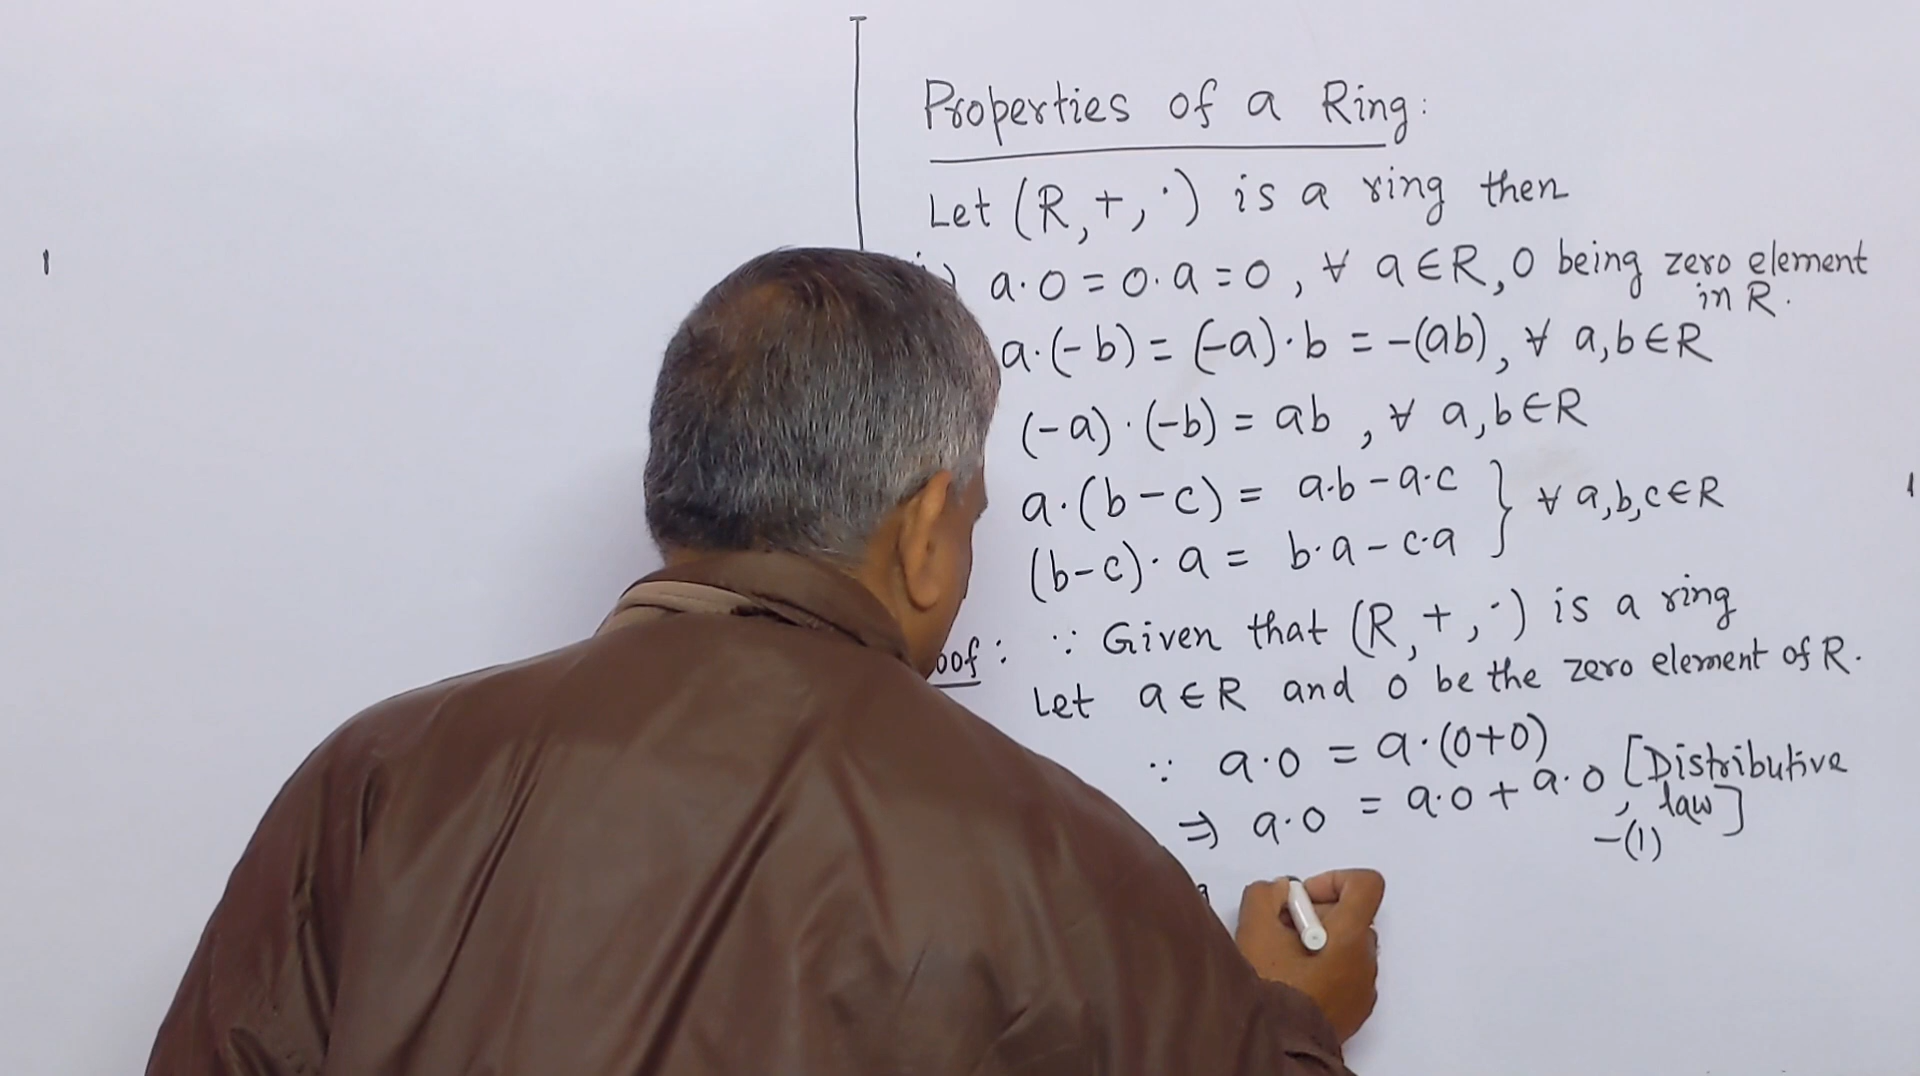 Properties of a Ring:
Let (R, +, ·) is a ring then
a·0 = 0·a = 0, ∀ a∈R, 0 being zero element
in R.
a·(-b) = (-a)·b = -(ab), ∀ a,b∈R
(-a)·(-b) = ab, ∀ a,b∈R
a·(b-c) = a·b - a·c } ∀ a,b,c∈R
(b-c)·a = b·a - c·a
oof: ∵ Given that (R, +, ·) is a ring
Let a∈R and 0 be the zero element of R.
∵ a·0 = a·(0+0)
⇒ a·0 = a·0 + a·0, [Distributive
law]
-(1)